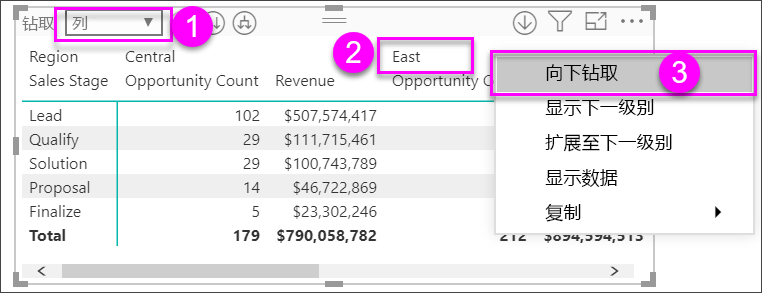 钻取 列 1
2
Region Central East
Sales Stage Opportunity Count Revenue Opportunity C
3
向下钻取
显示下一级别
扩展至下一级别
显示数据
复制
Lead 102 $507,574,417
Qualify 29 $111,715,461
Solution 29 $100,743,789
Proposal 14 $46,722,869
Finalize 5 $23,302,246
Total 179 $790,058,782 212 $894,594,513